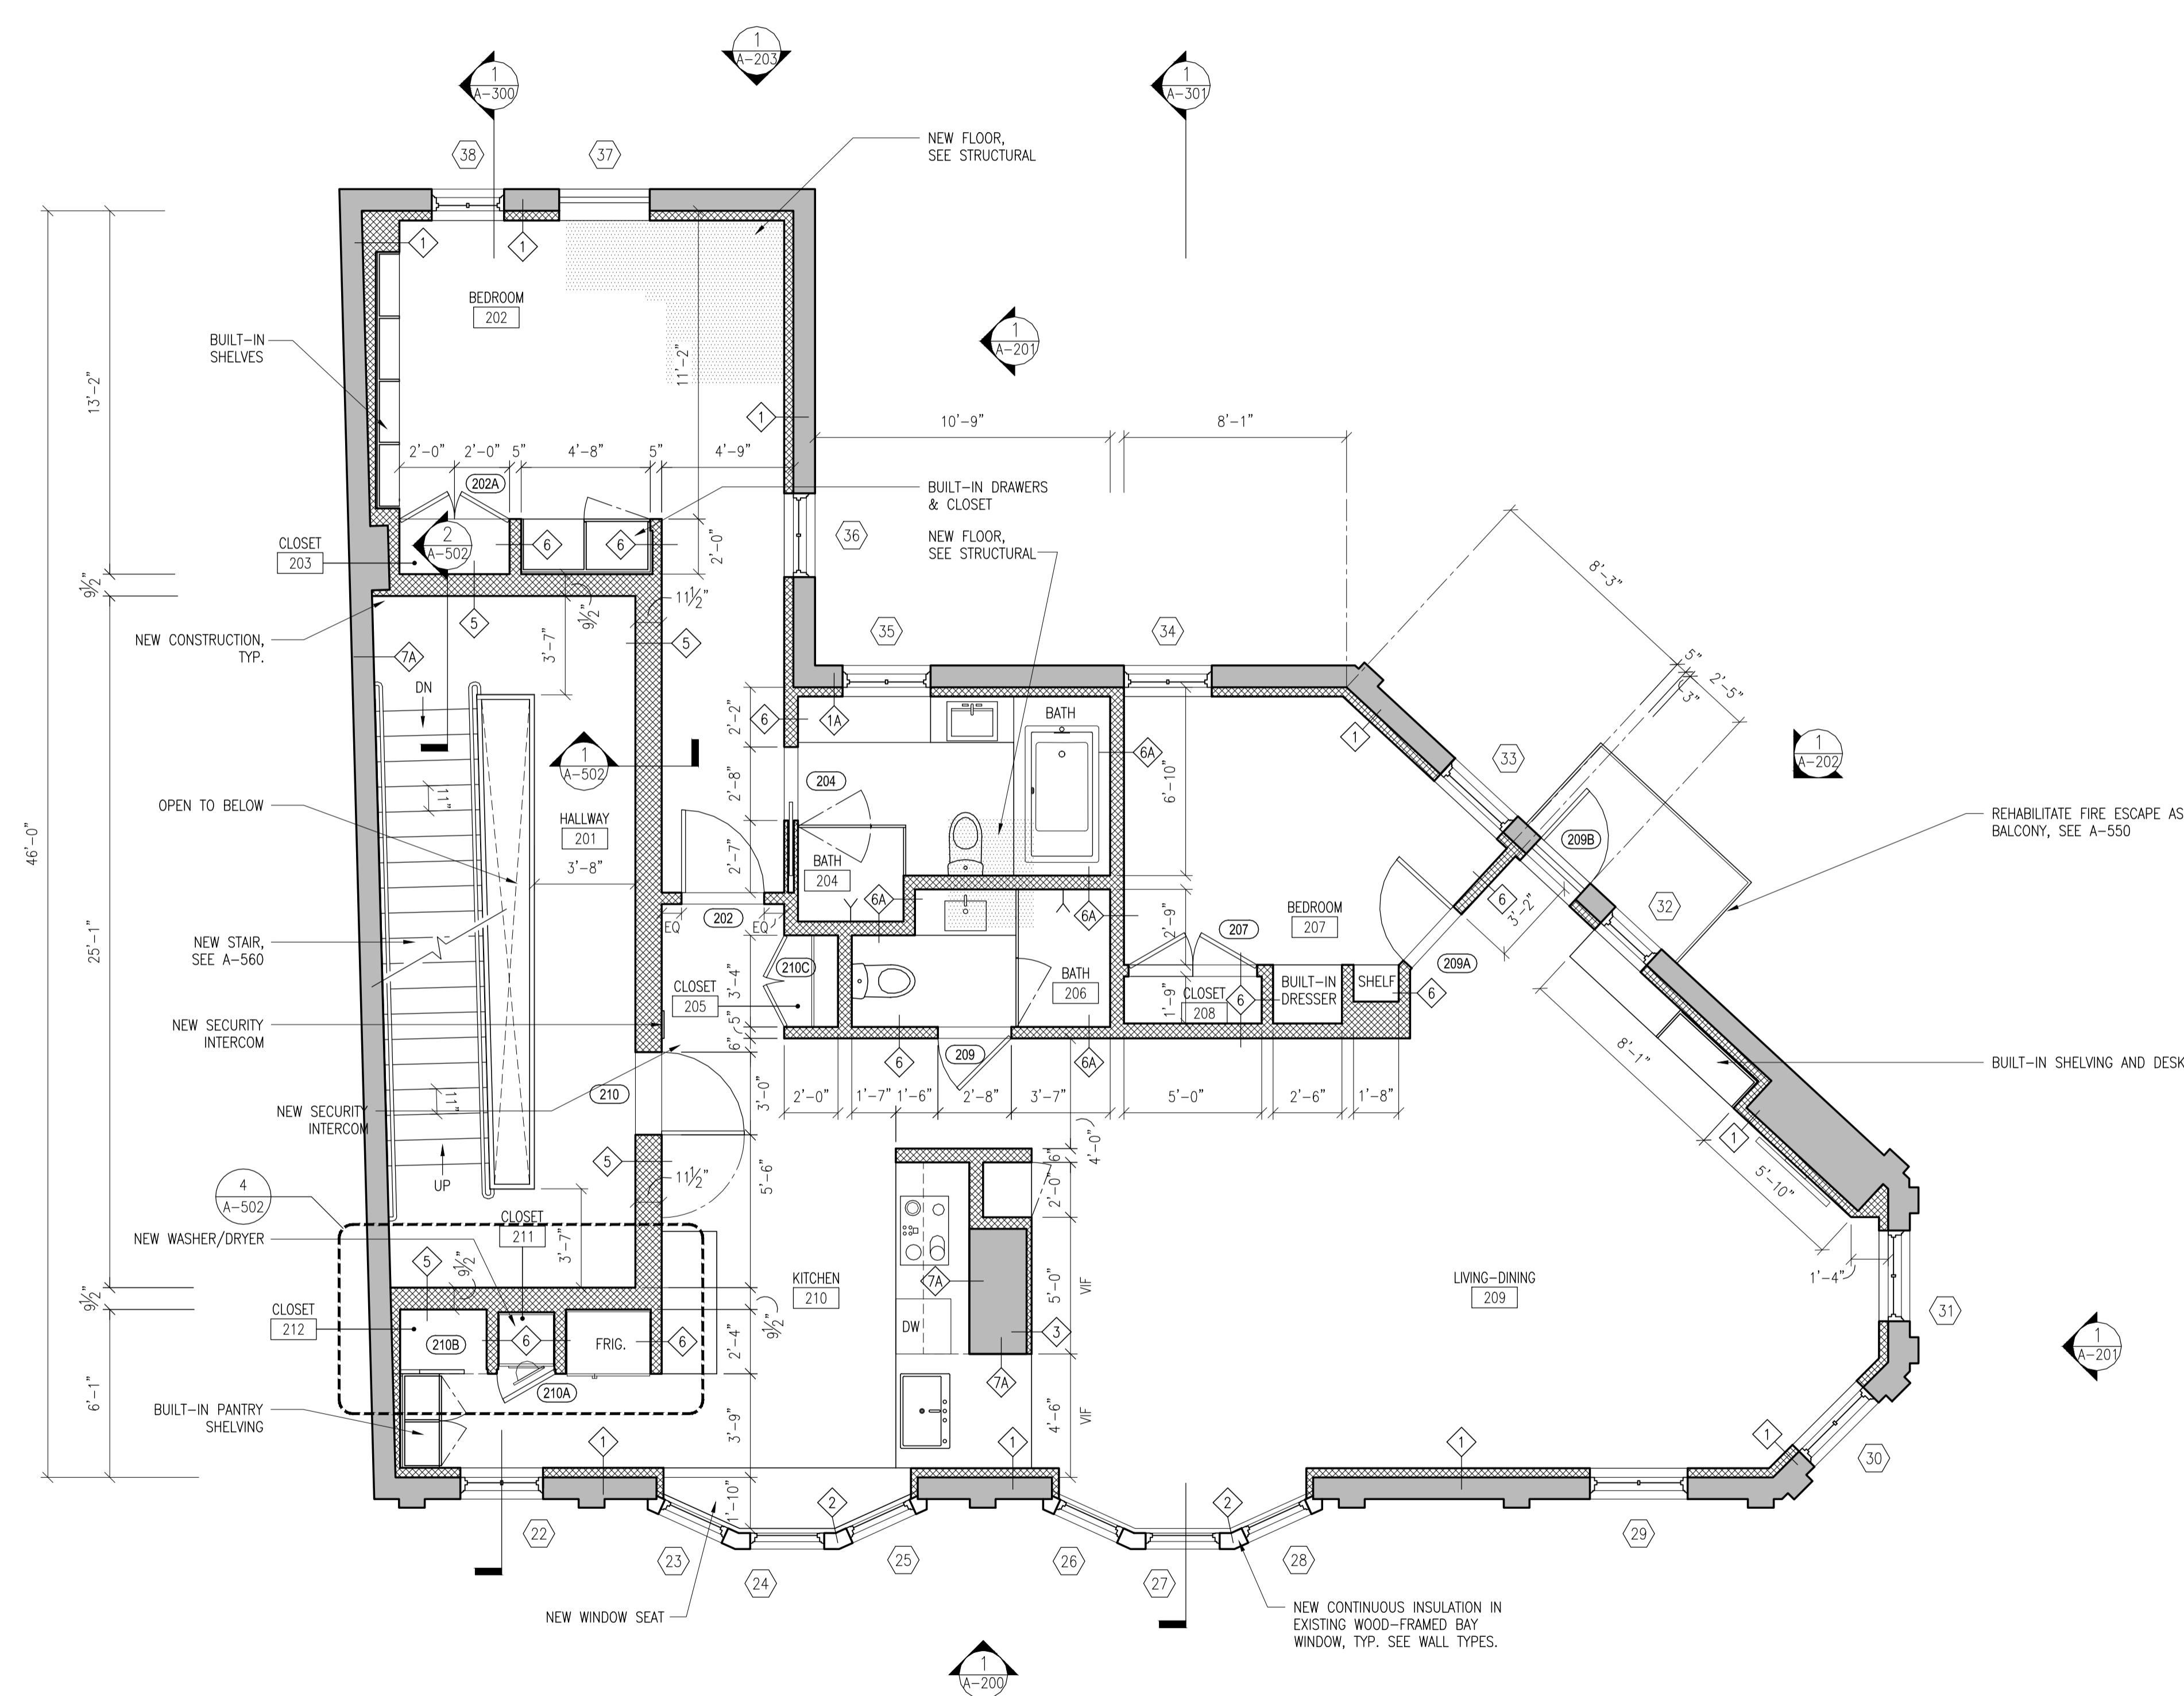 1
A-203
1
A-300
1
A-301
38
37
NEW FLOOR,
SEE STRUCTURAL
1
1
BEDROOM
202
BUILT-IN
SHELVES
1
A-201
13'-2"
11'-2"
1
10'-9"
8'-1"
2'-0"
2'-0"
5"
4'-8"
5"
4'-9"
202A
BUILT-IN DRAWERS
& CLOSET
NEW FLOOR,
SEE STRUCTURAL
36
2
A-502
6
6
CLOSET
203
2'-0"
8'-3"
9½"
9½"
11½"
5
NEW CONSTRUCTION,
TYP.
7A
3'-7"
5
35
34
5"
3"
2'-5"
DN
6
2'-2"
1A
BATH
6A
1
33
1
A-202
1
A-502
204
2'-8"
6'-10"
OPEN TO BELOW
11"
HALLWAY
201
46'-0"
REHABILITATE FIRE ESCAPE AS
BALCONY, SEE A-550
209B
3'-8"
2'-7"
BATH
204
6A
6A
6
3'-2"
32
202
EQ
EQ
2'-9"
BEDROOM
207
207
25'-1"
NEW STAIR,
SEE A-560
210C
209A
CLOSET
205
3'-4"
BATH
206
1'-9"
CLOSET
208
6
BUILT-IN
DRESSER
SHELF
6
NEW SECURITY
INTERCOM
5"
6"
6
209
6A
8'-1"
BUILT-IN SHELVING AND DESK
210
3'-0"
2'-0"
1'-7"
1'-6"
2'-8"
3'-7"
5'-0"
2'-6"
1'-8"
11"
NEW SECURITY
INTERCOM
4'-0"
1
5
11½"
5'-6"
6"
2'-0"
5'-10"
UP
4
A-502
CLOSET
211
NEW WASHER/DRYER
3'-7"
5
9½"
KITCHEN
210
7A
5'-0"
VIF
LIVING-DINING
209
1'-4"
31
9½"
CLOSET
212
210B
6
FRIG.
6
9½"
2'-4"
DW
3
1
A-201
210A
7A
6'-1"
BUILT-IN PANTRY
SHELVING
3'-9"
4'-6"
VIF
1
1
1
1
30
1'-10"
2
2
22
23
24
25
26
27
28
29
NEW WINDOW SEAT
NEW CONTINUOUS INSULATION IN
EXISTING WOOD-FRAMED BAY
WINDOW, TYP. SEE WALL TYPES.
1
A-200